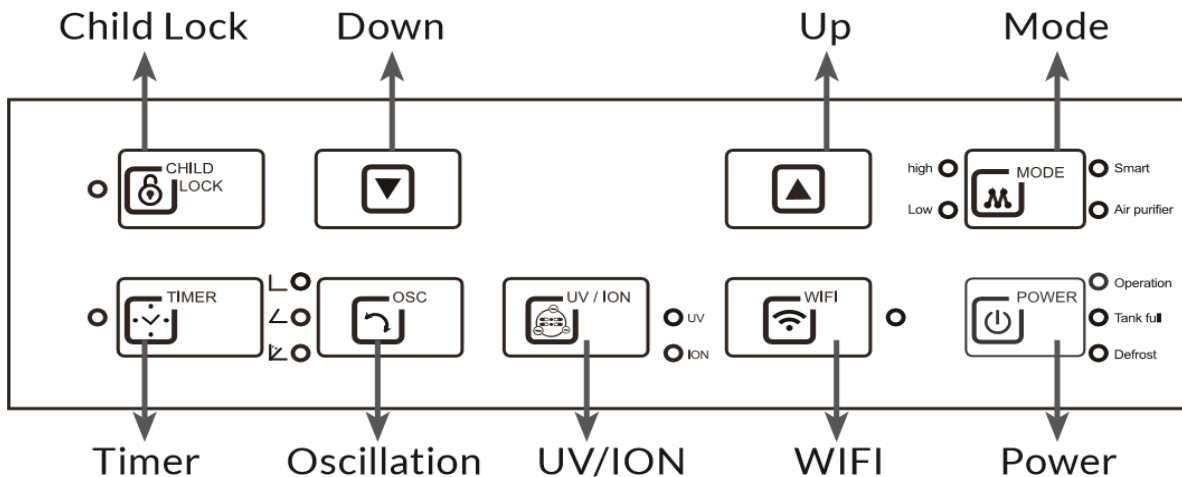 Child Lock Down Up Mode
CHILD
LOCK
high
Low
MODE
Smart
Air purifier
TIMER
OSC
UV / ION
UV
ION
WIFI
POWER
Operation
Tank full
Defrost
Timer Oscillation UV/ION WIFI Power